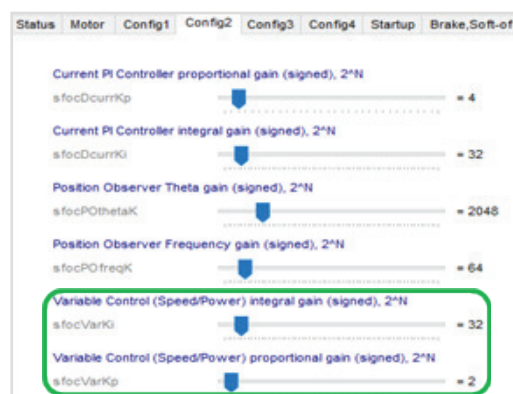 Status Motor Config1 Config2 Config3 Config4 Startup Brake,Soft-of
Current PI Controller proportional gain (signed), 2^N
sfocDcurrKp = 4
Current PI Controller integral gain (signed), 2^N
sfocDcurrKi = 32
Position Observer Theta gain (signed), 2^N
sfocPOthetaK = 2048
Position Observer Frequency gain (signed), 2^N
sfocPOfreqK = 64
Variable Control (Speed/Power) integral gain (signed), 2^N
sfocVarKi = 32
Variable Control (Speed/Power) proportional gain (signed), 2^N
sfocVarKp = 2